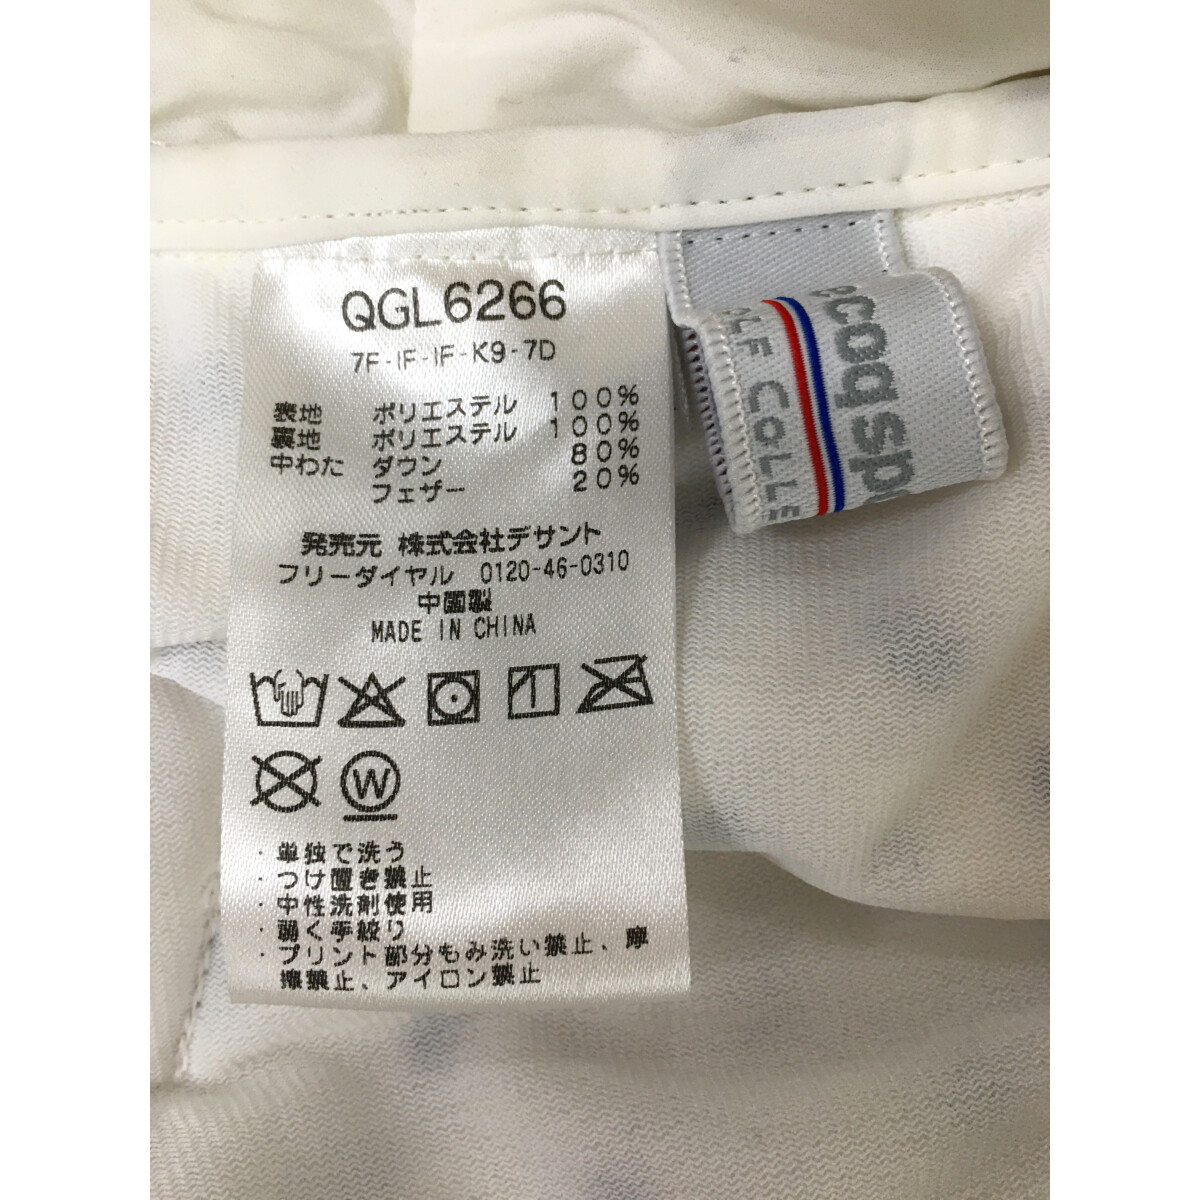 QGL6266
7F-IF-IF-K9-7D
表地 ポリエステル 100%
裏地 ポリエステル 100%
中わた ダウン 80%
フェザー 20%
発売元 株式会社デサント
フリーダイヤル 0120-46-0310
中国製
MADE IN CHINA
W
・単独で洗う
・つけ置き禁止
・中性洗剤使用
・弱く手絞り
・プリント部分もみ洗い禁止、摩
擦禁止、アイロン禁止
ecoq spo
OLF COLLE